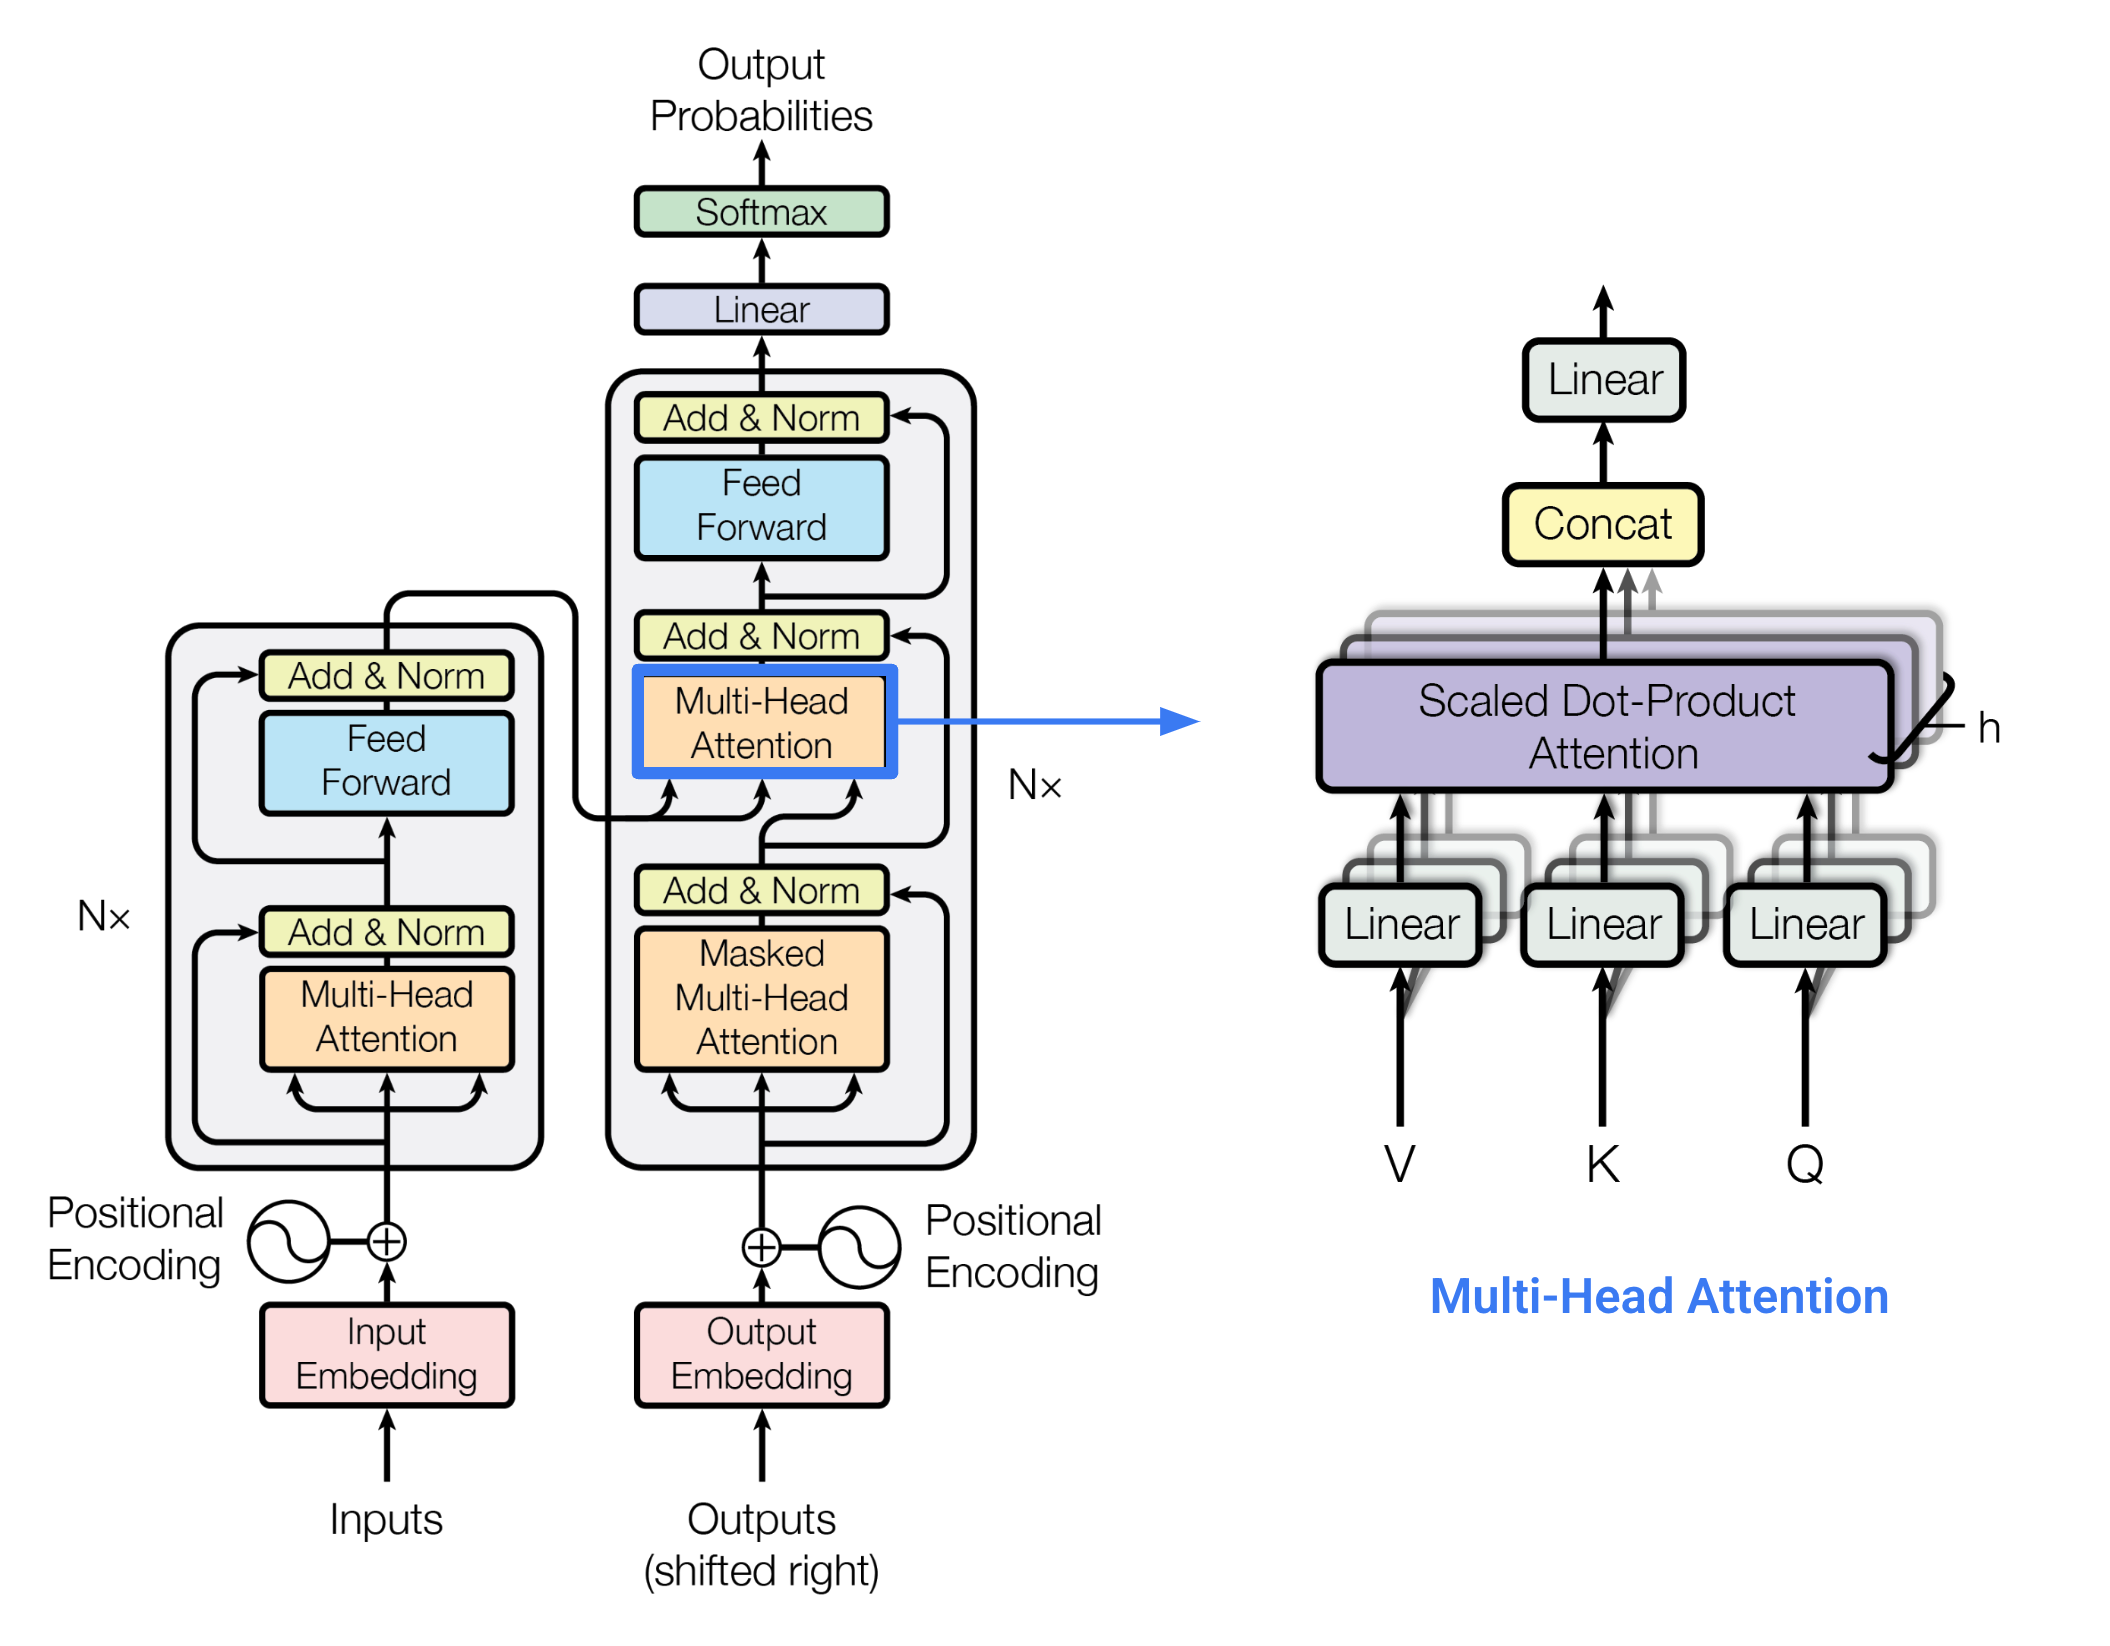 Output
Probabilities
Softmax
Linear
Add & Norm
Feed
Forward
Add & Norm
Multi-Head
Attention
Nx
Add & Norm
Masked
Multi-Head
Attention
Add & Norm
Feed
Forward
Nx
Add & Norm
Multi-Head
Attention
Positional
Encoding
Positional
Encoding
Input
Embedding
Output
Embedding
Inputs
Outputs
(shifted right)
Linear
Concat
Scaled Dot-Product
Attention
h
Linear
Linear
Linear
V
K
Q
Multi-Head Attention